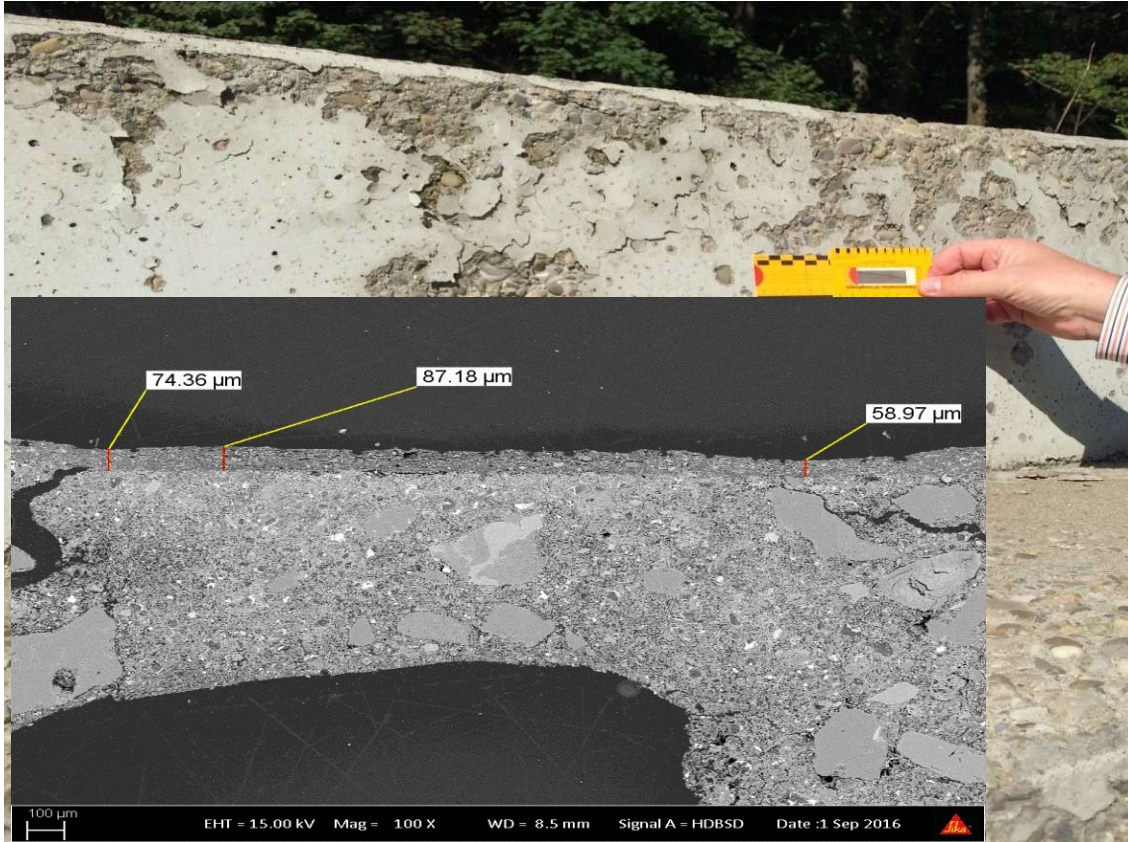 74.36 µm
87.18 µm
58.97 µm
100 µm
EHT = 15.00 kV Mag = 100 X WD = 8.5 mm Signal A = HDBSD Date :1 Sep 2016
Sika